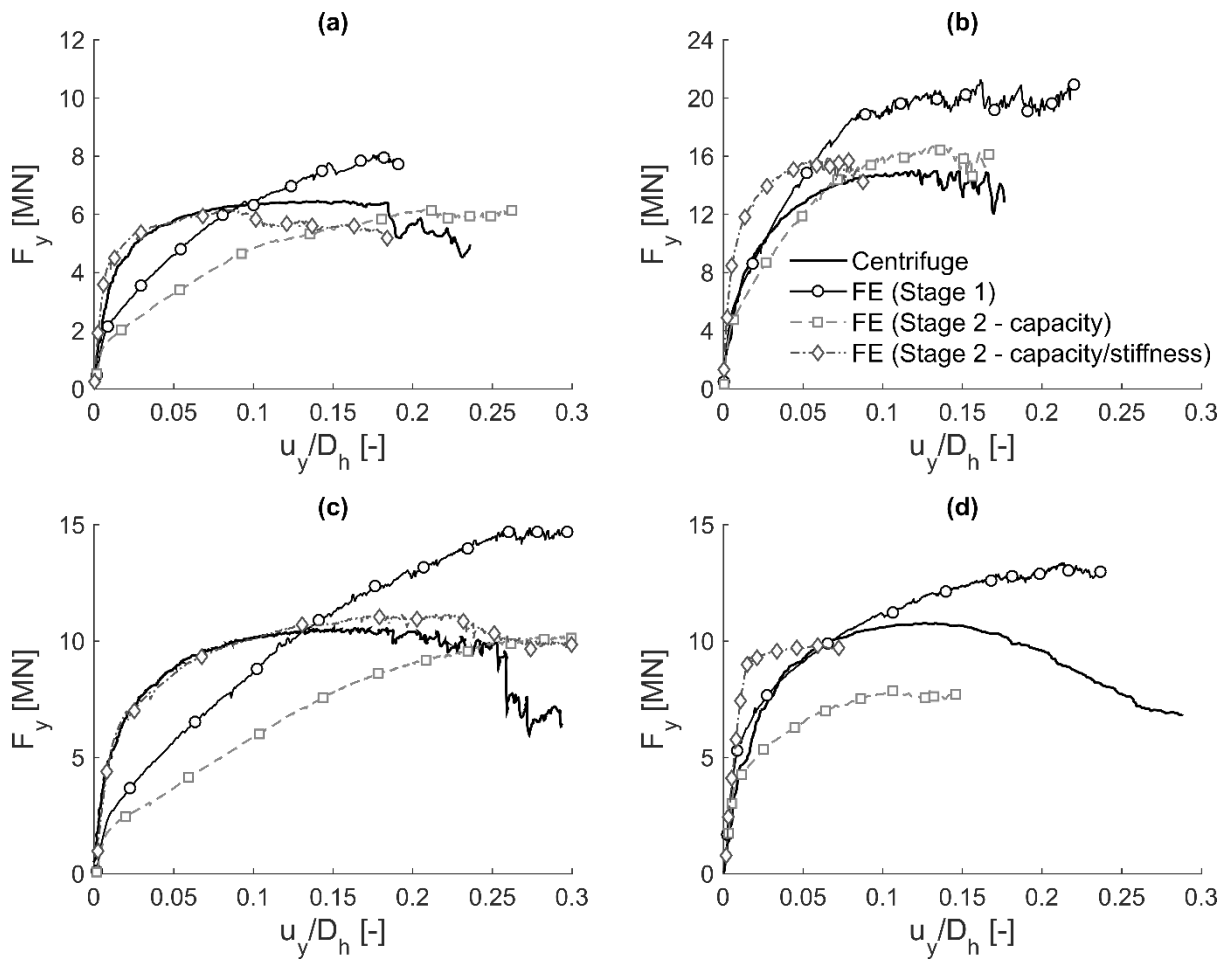 (a)
12
10
8
6
4
2
0
F_y [MN]
0 0.05 0.1 0.15 0.2 0.25 0.3
u_y/D_h [-]
(b)
24
20
16
12
8
4
0
F_y [MN]
Centrifuge
FE (Stage 1)
FE (Stage 2 - capacity)
FE (Stage 2 - capacity/stiffness)
0 0.05 0.1 0.15 0.2 0.25 0.3
u_y/D_h [-]
(c)
15
10
5
0
F_y [MN]
0 0.05 0.1 0.15 0.2 0.25 0.3
u_y/D_h [-]
(d)
15
10
5
0
F_y [MN]
0 0.05 0.1 0.15 0.2 0.25 0.3
u_y/D_h [-]